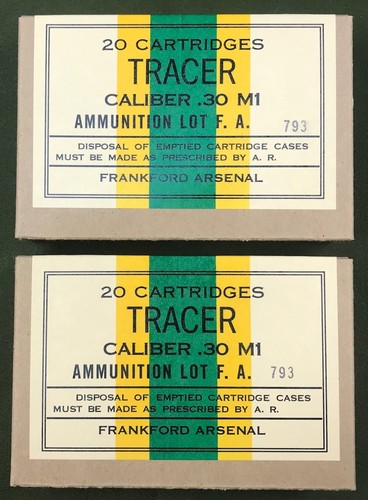 20 CARTRIDGES
TRACER
CALIBER .30 M1
AMMUNITION LOT F. A. 793
DISPOSAL OF EMPTIED CARTRIDGE CASES
MUST BE MADE AS PRESCRIBED BY A. R.
FRANKFORD ARSENAL
20 CARTRIDGES
TRACER
CALIBER .30 M1
AMMUNITION LOT F. A. 793
DISPOSAL OF EMPTIED CARTRIDGE CASES
MUST BE MADE AS PRESCRIBED BY A. R.
FRANKFORD ARSENAL